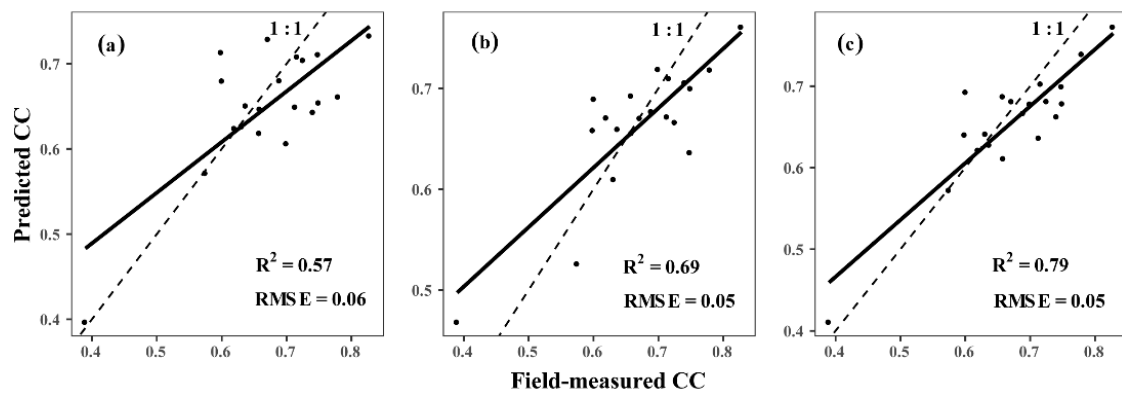 Predicted CC
(a)
1 : 1
R² = 0.57
RMSE = 0.06
0.7
0.6
0.5
0.4
0.4 0.5 0.6 0.7 0.8
(b)
1 : 1
R² = 0.69
RMSE = 0.05
0.7
0.6
0.5
0.4 0.5 0.6 0.7 0.8
(c)
1 : 1
R² = 0.79
RMSE = 0.05
0.7
0.6
0.5
0.4
0.4 0.5 0.6 0.7 0.8
Field-measured CC